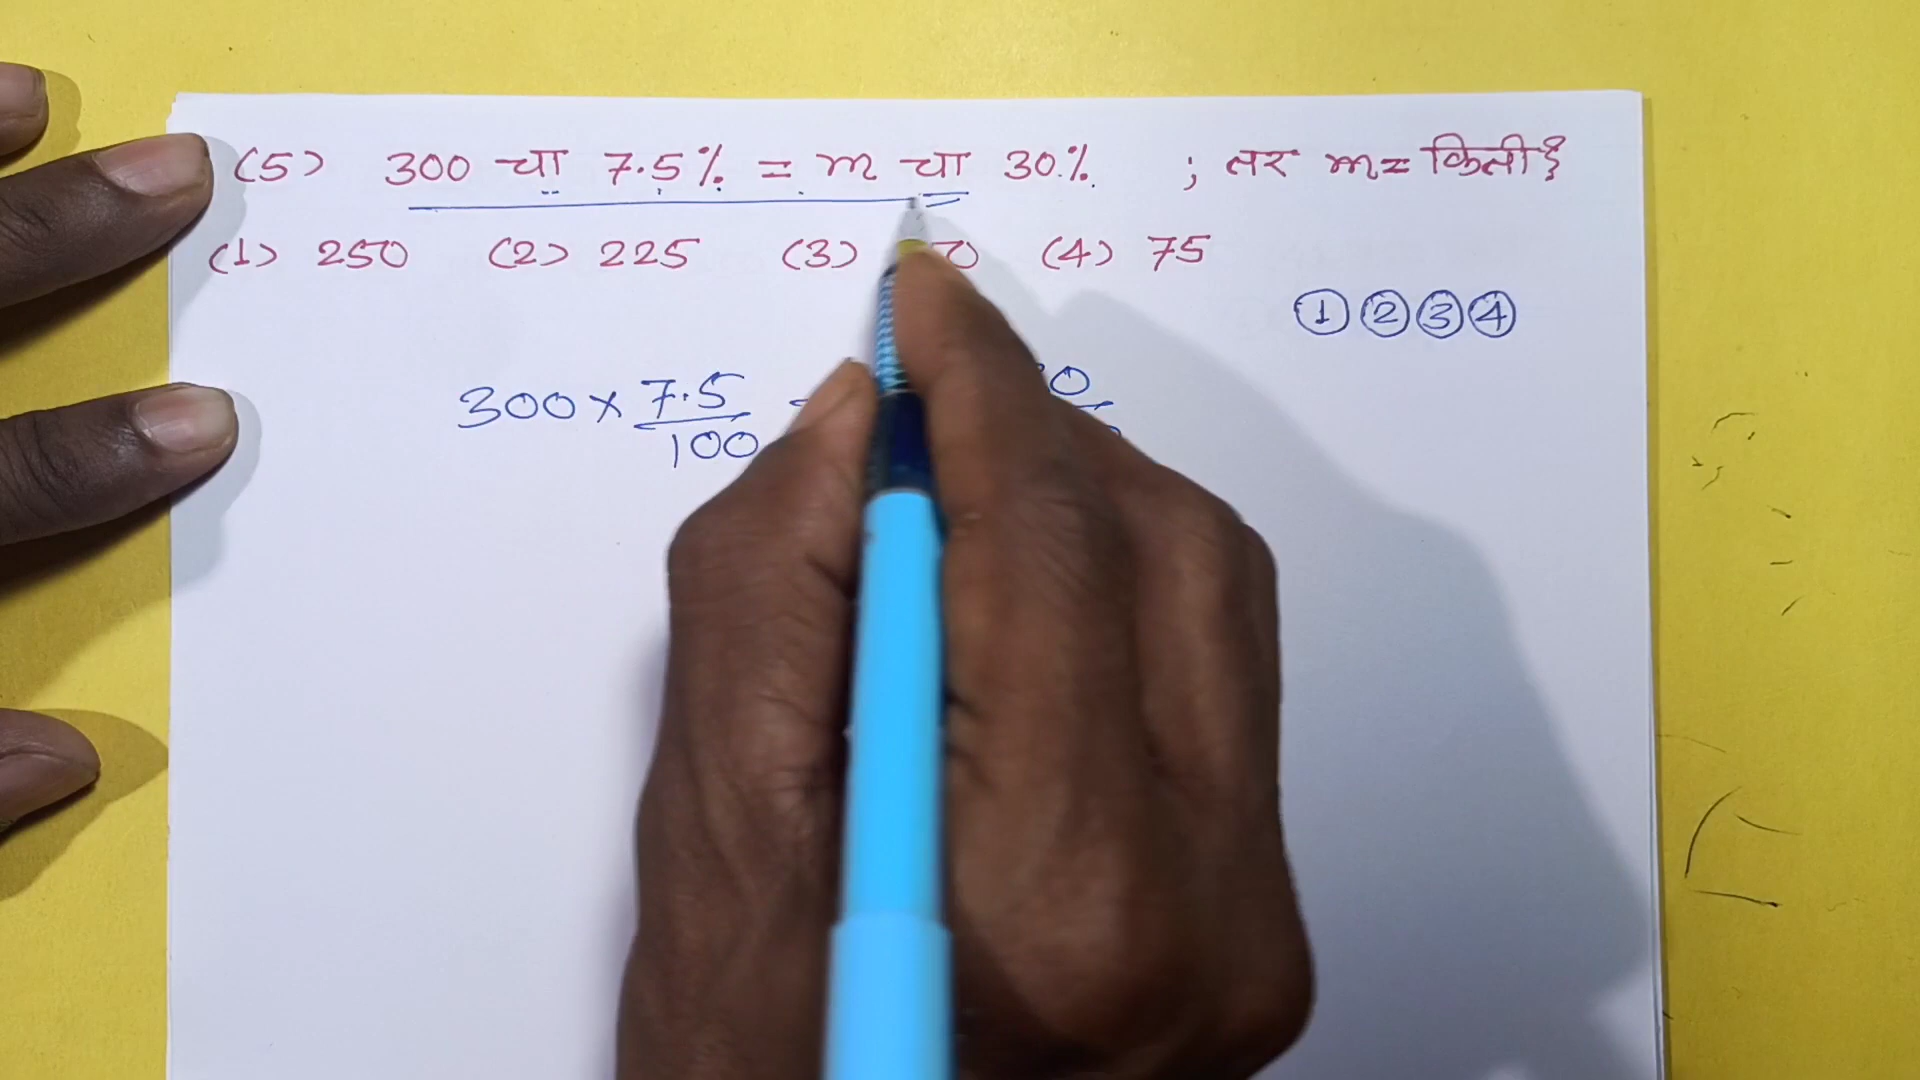 (5) 300 चा 7.5% = m चा 30% ; तर m = किती?
(1) 250 (2) 225 (3) (4) 75
1 2 3 4
300 × 7.5/100